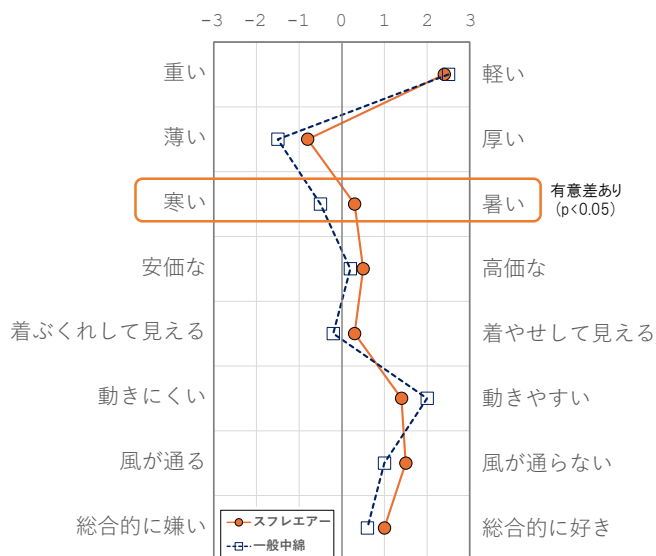 −3 −2 −1 0 1 2 3
重い 軽い
薄い 厚い
寒い 暑い 有意差あり
(p<0.05)
安価な 高価な
着ぶくれして見える 着やせして見える
動きにくい 動きやすい
風が通る 風が通らない
総合的に嫌い 総合的に好き
スフレエアー
一般中綿